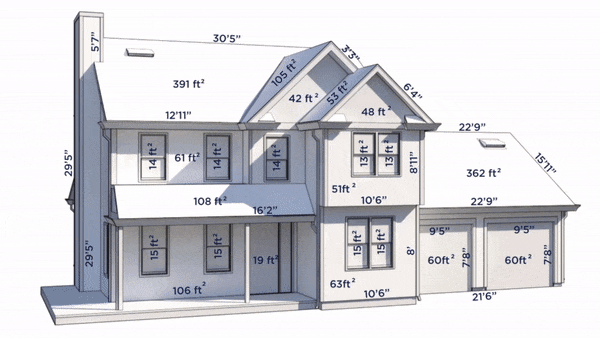 30'5"
5'7"
3'3"
105 ft²
391 ft²
6'4"
42 ft²
53 ft²
48 ft²
12'11"
22'9"
29'5"
14 ft²
61 ft²
14 ft²
14 ft²
13 ft²
13 ft²
8'11"
15'11"
362 ft²
51ft²
108 ft²
16'2"
10'6"
22'9"
29'5"
15 ft²
15 ft²
19 ft²
15 ft²
15 ft²
8'
9'5"
60ft²
7'8"
9'5"
60ft²
7'8"
106 ft²
63ft²
10'6"
21'6"